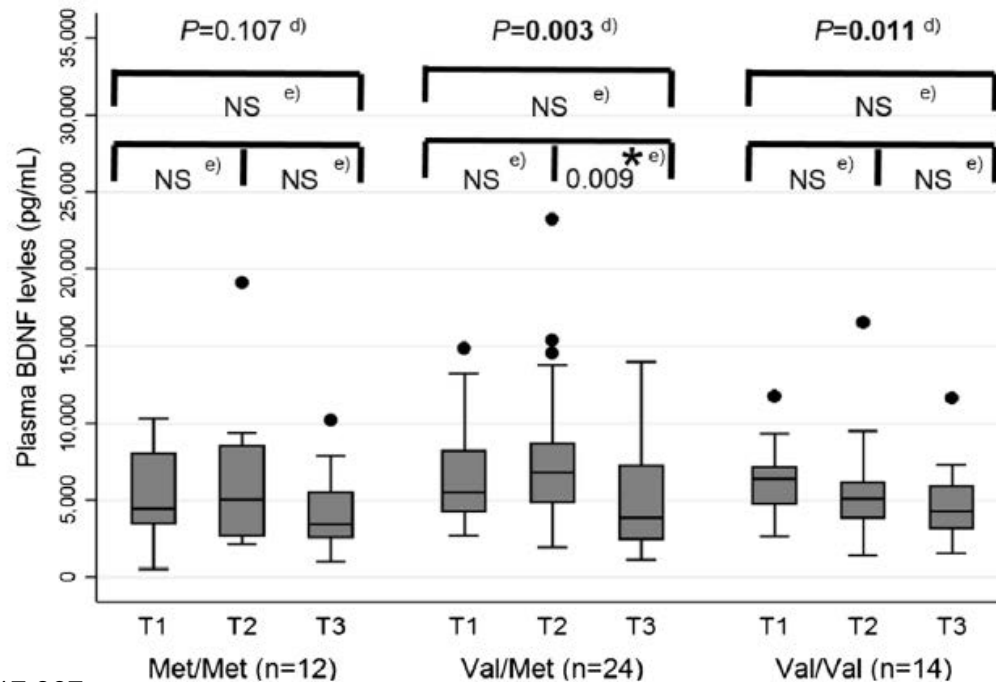 P=0.107 d) P=0.003 d) P=0.011 d)
NS e) NS e) NS e)
NS e) NS e) NS e) 0.009 * e) NS e) NS e)
Plasma BDNF levles (pg/mL)
35,000
30,000
25,000
20,000
15,000
10,000
5,000
0
T1 T2 T3 T1 T2 T3 T1 T2 T3
Met/Met (n=12) Val/Met (n=24) Val/Val (n=14)